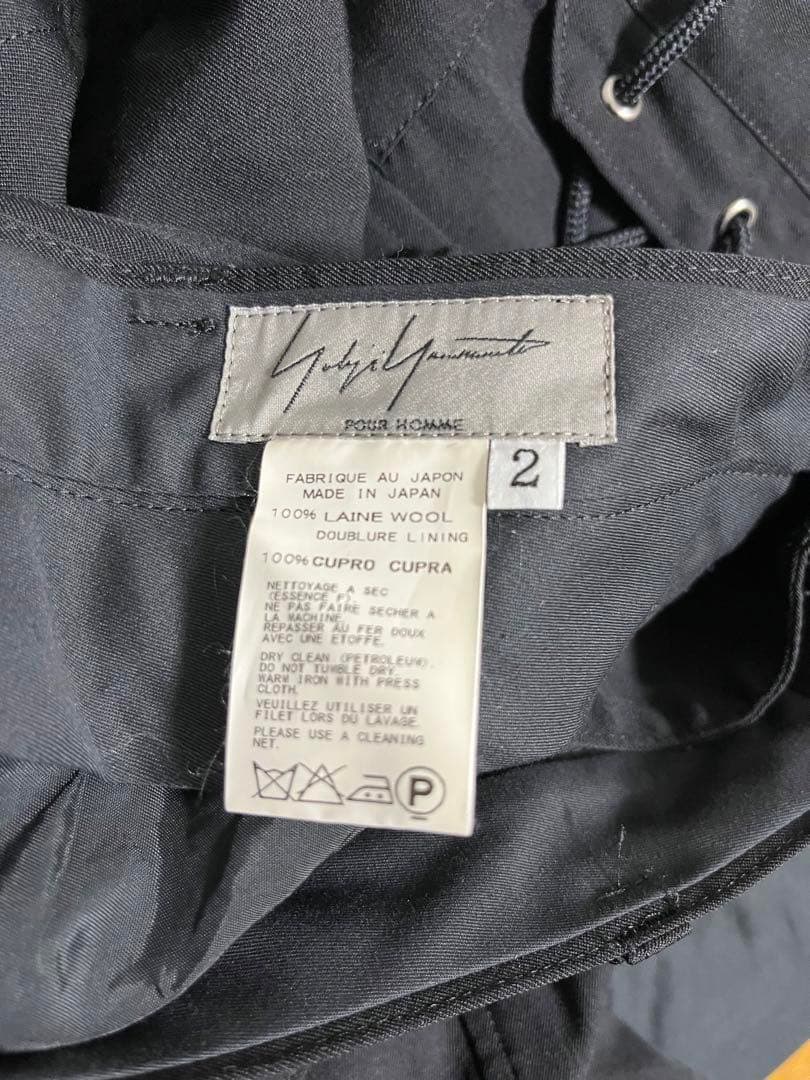 Yohji Yamamoto
POUR HOMME
2
FABRIQUE AU JAPON
MADE IN JAPAN
100% LAINE WOOL
DOUBLURE LINING
100% CUPRO CUPRA
NETTOYAGE A SEC
(ESSENCE F).
NE PAS FAIRE SECHER A
LA MACHINE.
REPASSER AU FER DOUX
AVEC UNE ETOFFE.
DRY CLEAN (PETROLEUM).
DO NOT TUMBLE DRY.
WARM IRON WITH PRESS
CLOTH.
VEUILLEZ UTILISER UN
FILET LORS DU LAVAGE.
PLEASE USE A CLEANING
NET.
P